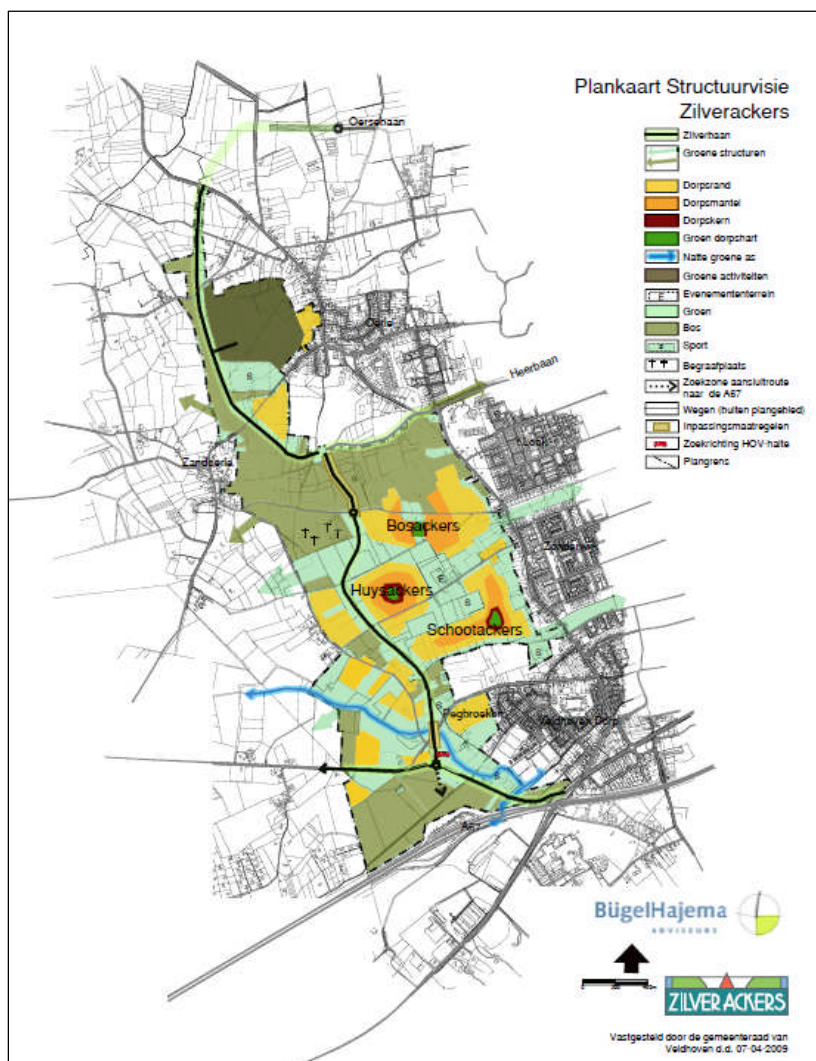 Plankaart Structuurvisie
Zilverackers
Zilverbaan
Groene structuren
Dorpsrand
Dorpsmantel
Dorpskern
Groen dorpshart
Natte groene as
Groene activiteiten
Evenemententerrein
E
Groen
Bos
Sport
Begraafplaats
Zoekzone aansluitroute
naar de A67
Wegen (buiten plangebied)
Inpassingsmaatregelen
Zoekrichting HOV-halte
Plangrens
Oersebaan
Oerle
Heerbaan
Zandoerle
Bosackers
Huysackers
Schootackers
Pegbroeken
Veldhoven Dorp
A67
BügelHajema
ADVISEURS
ZILVERACKERS
Vastgesteld door de gemeenteraad van
Veldhoven d.d. 07-04-2009